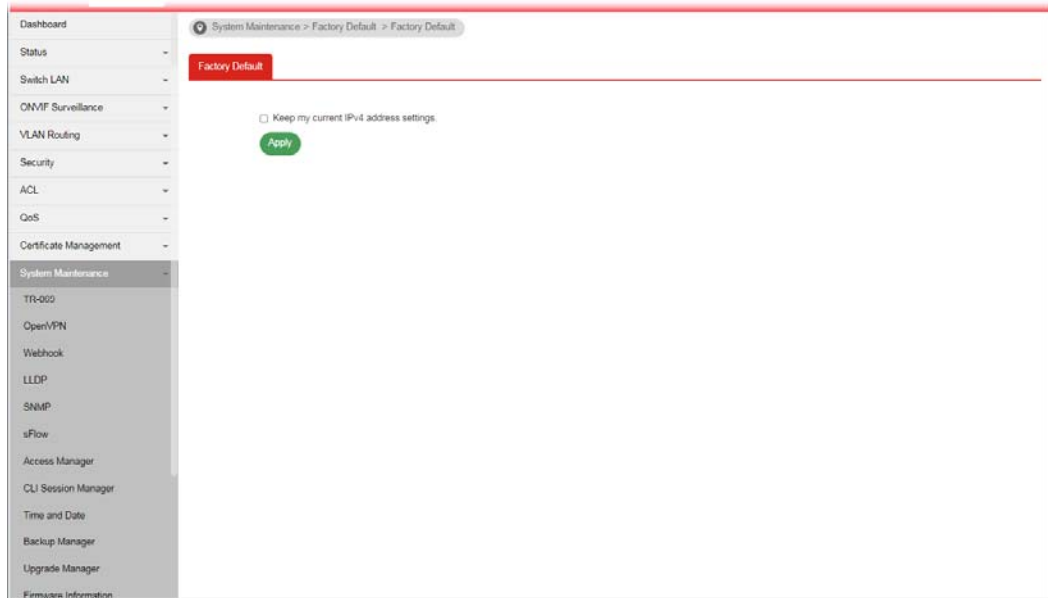 Dashboard
System Maintenance > Factory Default > Factory Default
Status
Factory Default
Switch LAN
ONVIF Surveillance
Keep my current IPv4 address settings.
VLAN Routing
Apply
Security
ACL
QoS
Certificate Management
System Maintenance
TR-069
OpenVPN
Webhook
LLDP
SNMP
sFlow
Access Manager
CLI Session Manager
Time and Date
Backup Manager
Upgrade Manager
Firmware Information